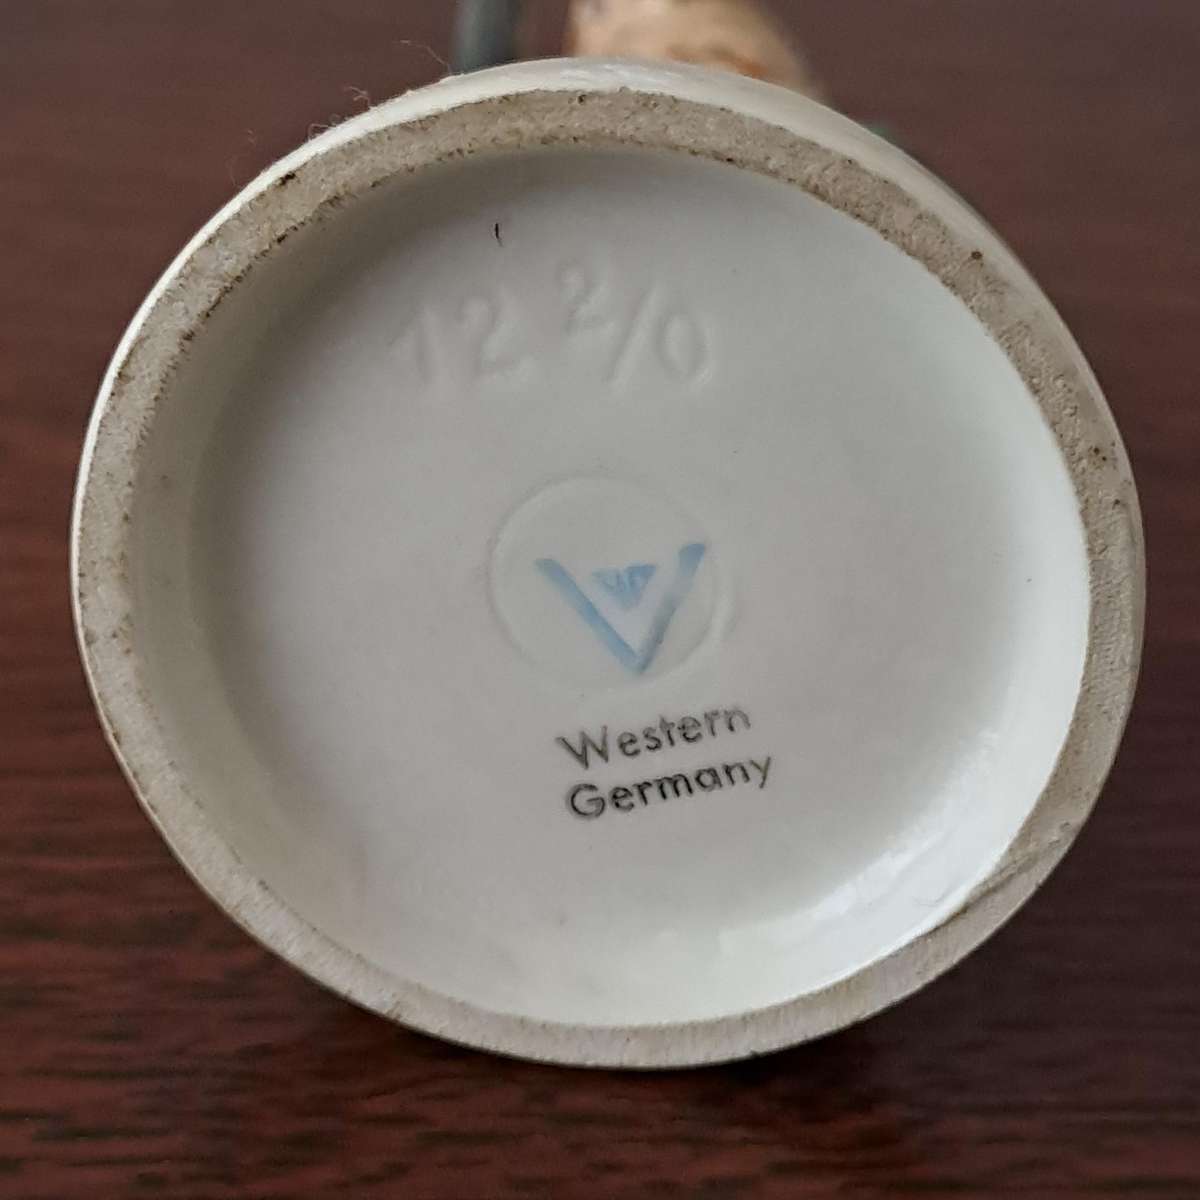 12 2/0
V
Western
Germany